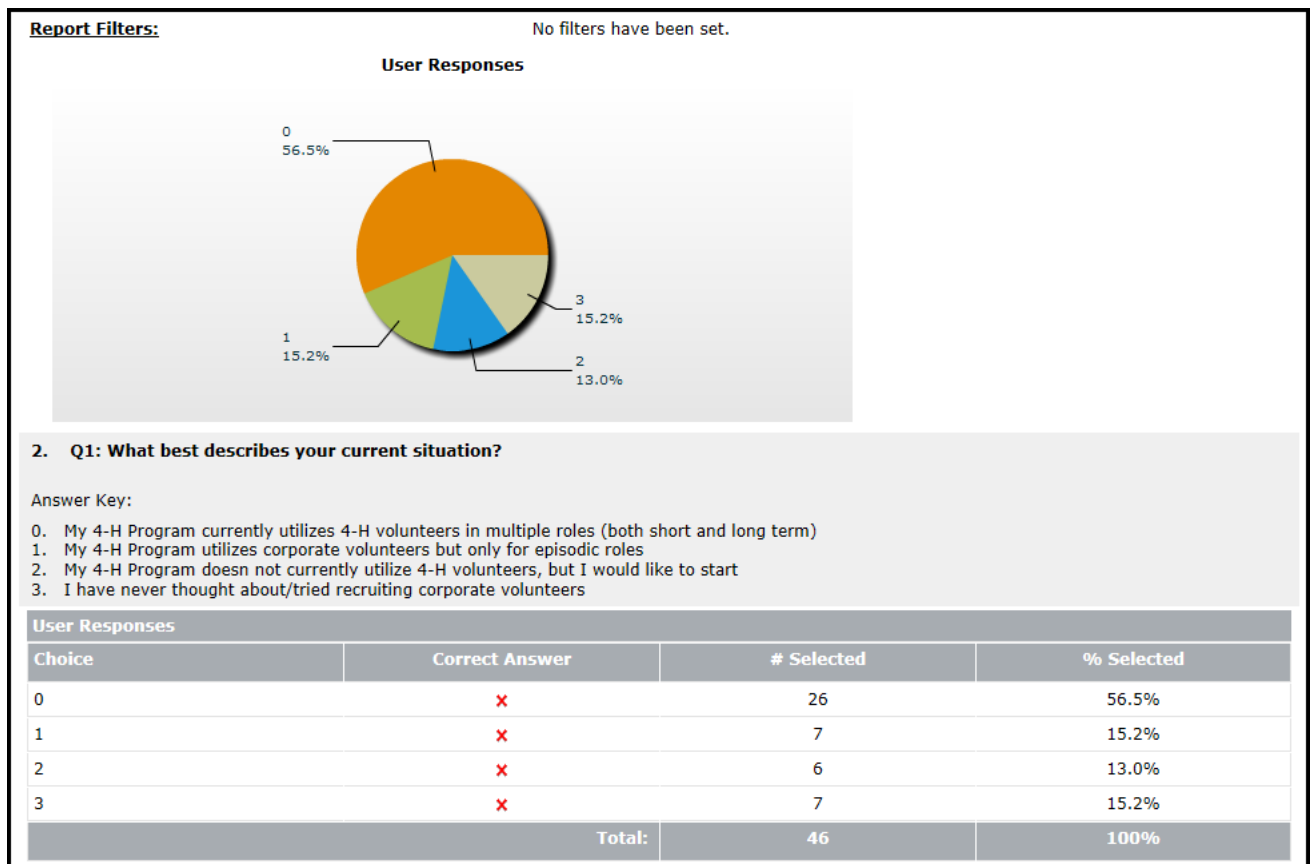 Report Filters: No filters have been set.
User Responses
0
56.5%
3
15.2%
1
15.2%
2
13.0%
2. Q1: What best describes your current situation?
Answer Key:
0. My 4-H Program currently utilizes 4-H volunteers in multiple roles (both short and long term)
1. My 4-H Program utilizes corporate volunteers but only for episodic roles
2. My 4-H Program doesn not currently utilize 4-H volunteers, but I would like to start
3. I have never thought about/tried recruiting corporate volunteers
User Responses
Choice Correct Answer # Selected % Selected
0 26 56.5%
1 7 15.2%
2 6 13.0%
3 7 15.2%
Total: 46 100%